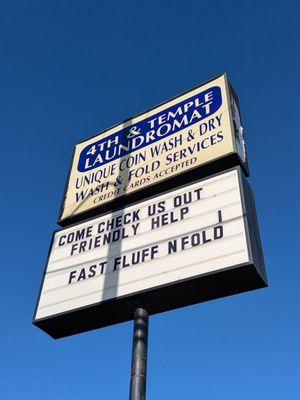 4TH & TEMPLE
LAUNDROMAT
UNIQUE COIN WASH & DRY
WASH & FOLD SERVICES
CREDIT CARDS ACCEPTED
COME CHECK US OUT
FRIENDLY HELP !
FAST FLUFF NFOLD